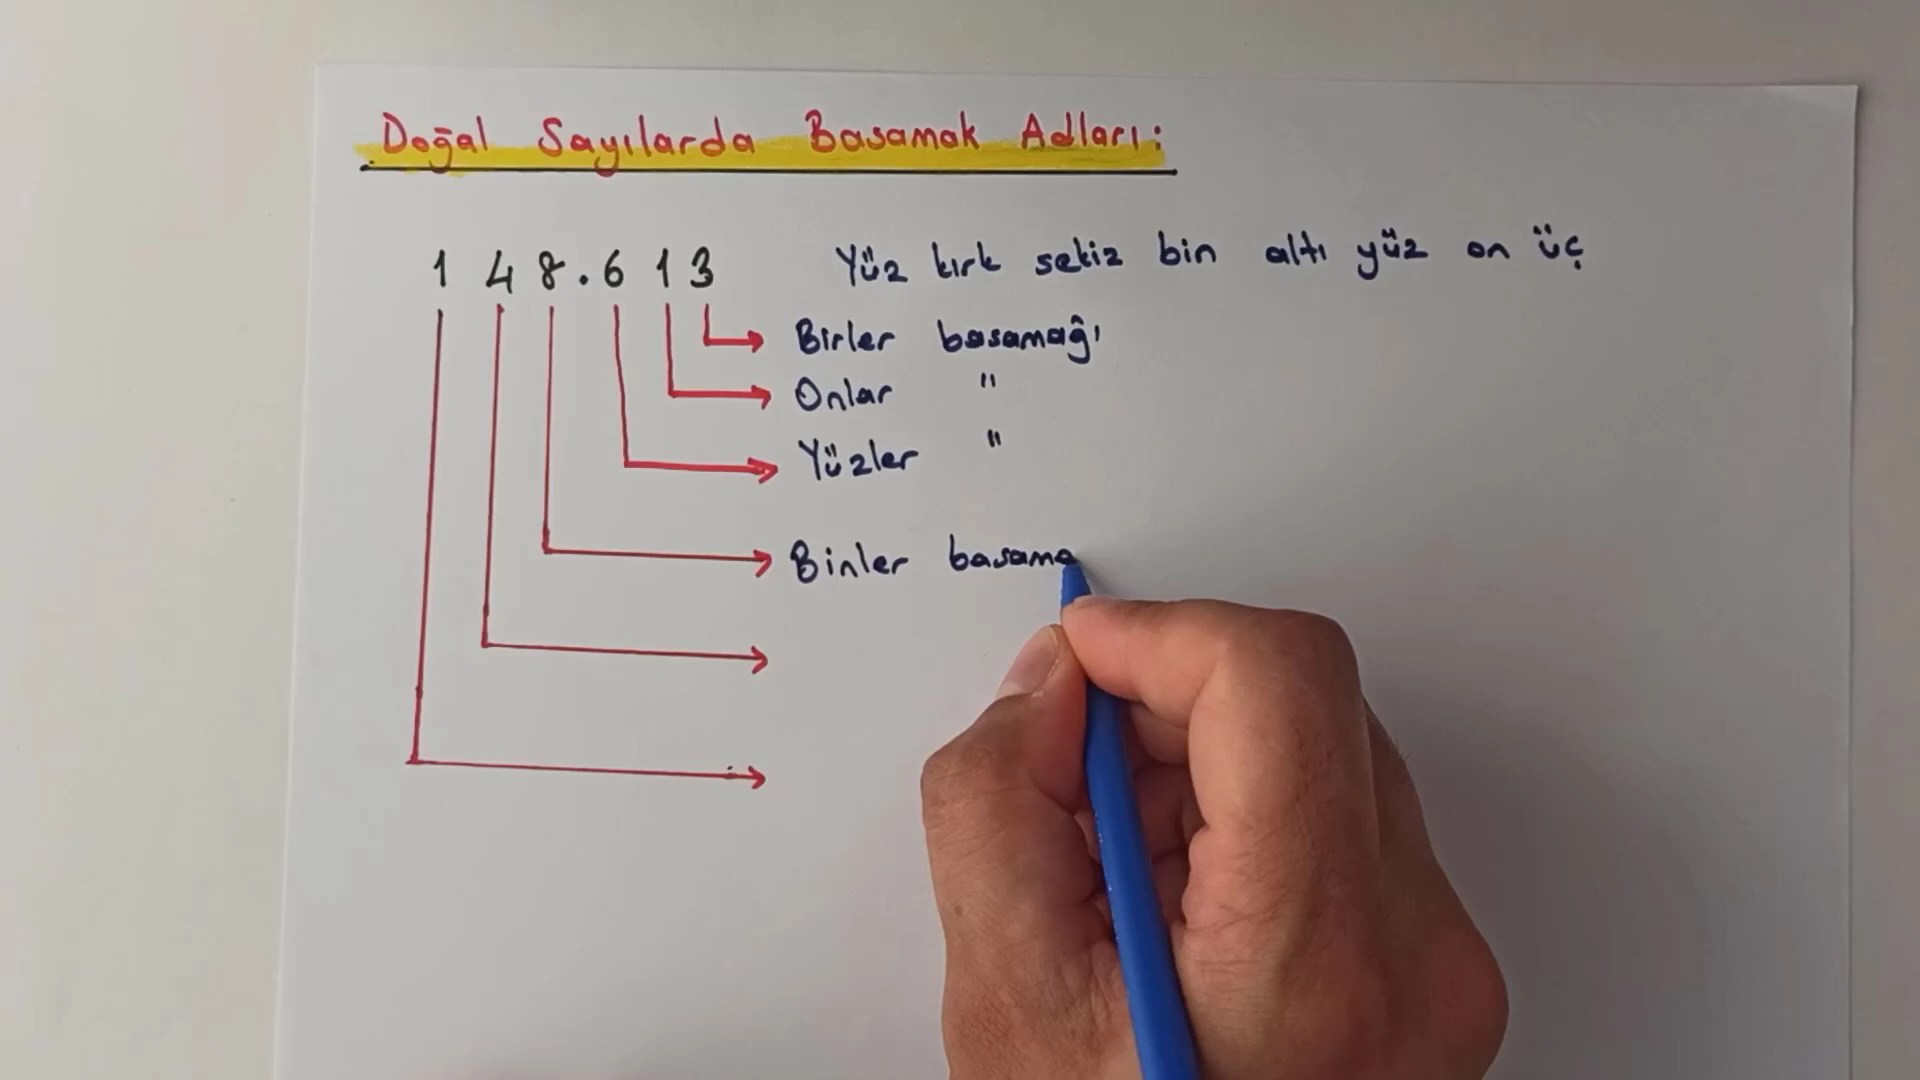 Doğal Sayılarda Basamak Adları:
148.613 Yüz kırk sekiz bin altı yüz on üç
Birler basamağı
Onlar "
Yüzler "
Binler basama